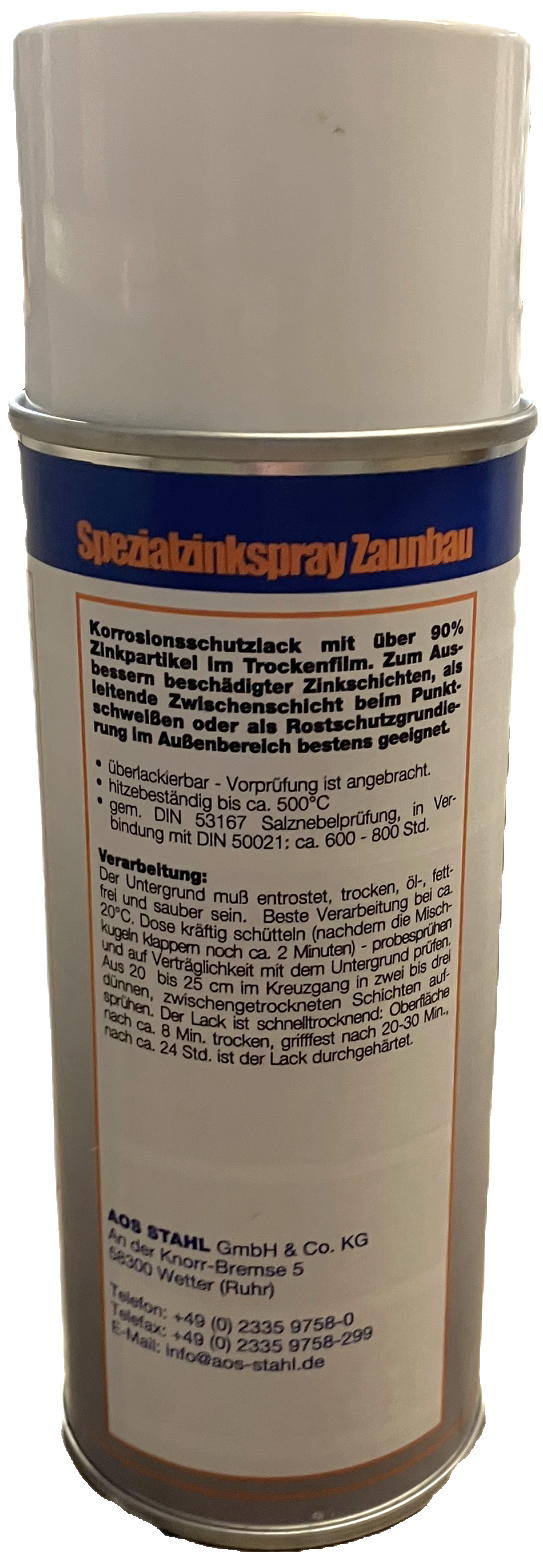 Spezialzinkspray Zaunbau
Korrosionsschutzlack mit über 90%
Zinkpartikel im Trockenfilm. Zum Aus-
bessern beschädigter Zinkschichten, als
leitende Zwischenschicht beim Punkt-
schweißen oder als Rostschutzgrundie-
rung im Außenbereich bestens geeignet.
• überlackierbar - Vorprüfung ist angebracht.
• hitzebeständig bis ca. 500°C
• gem. DIN 53167 Salznebelprüfung, in Ver-
bindung mit DIN 50021: ca. 600 - 800 Std.
Verarbeitung:
Der Untergrund muß entrostet, trocken, öl-, fett-
frei und sauber sein. Beste Verarbeitung bei ca.
20°C. Dose kräftig schütteln (nachdem die Misch-
kugeln klappern noch ca. 2 Minuten) - probesprühen
und auf Verträglichkeit mit dem Untergrund prüfen.
Aus 20 bis 25 cm im Kreuzgang in zwei bis drei
dünnen, zwischengetrockneten Schichten auf-
sprühen. Der Lack ist schnelltrocknend: Oberfläche
nach ca. 8 Min. trocken, grifffest nach 20-30 Min.,
nach ca. 24 Std. ist der Lack durchgehärtet.
AOS STAHL GmbH & Co. KG
An der Knorr-Bremse 5
58300 Wetter (Ruhr)
Telefon: +49 (0) 2335 9758-0
Telefax: +49 (0) 2335 9758-299
E-Mail: info@aos-stahl.de